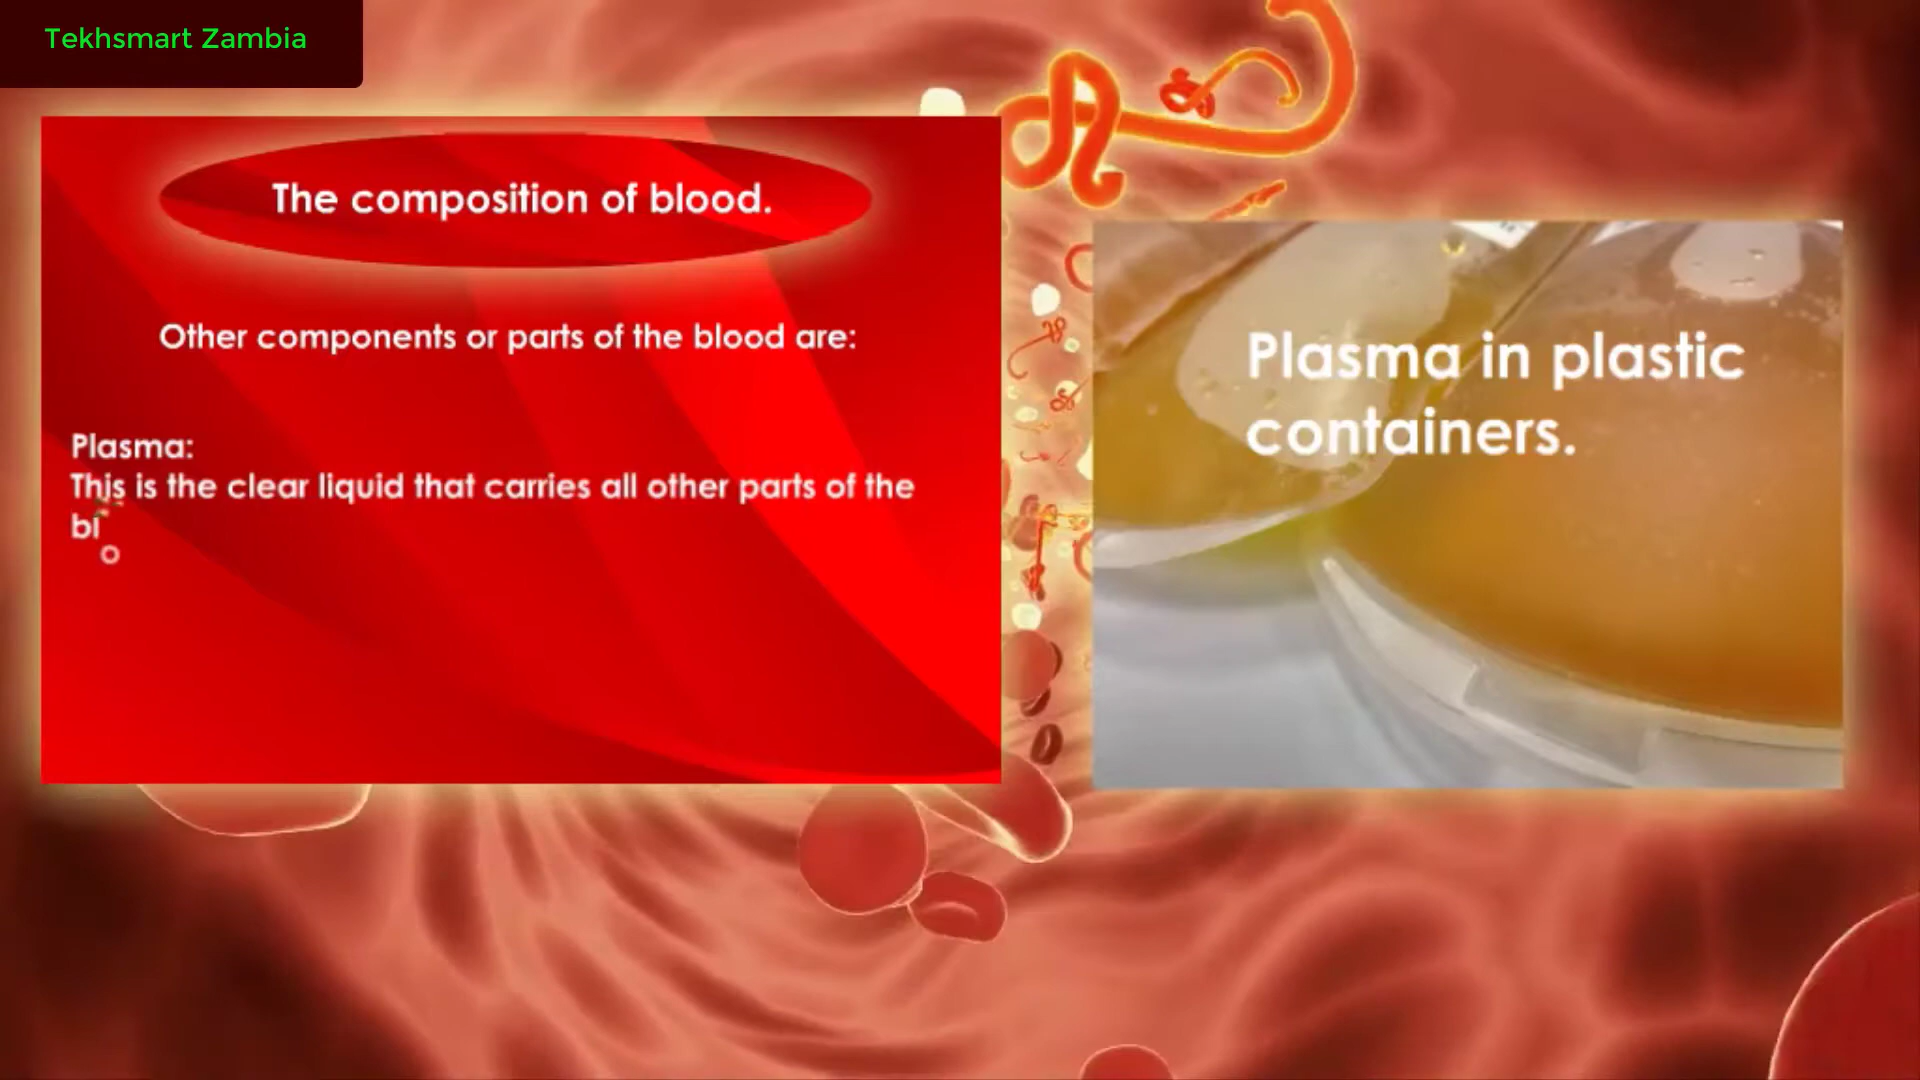 Tekhsmart Zambia
The composition of blood.
Other components or parts of the blood are:
Plasma:
This is the clear liquid that carries all other parts of the
blo
Plasma in plastic
containers.